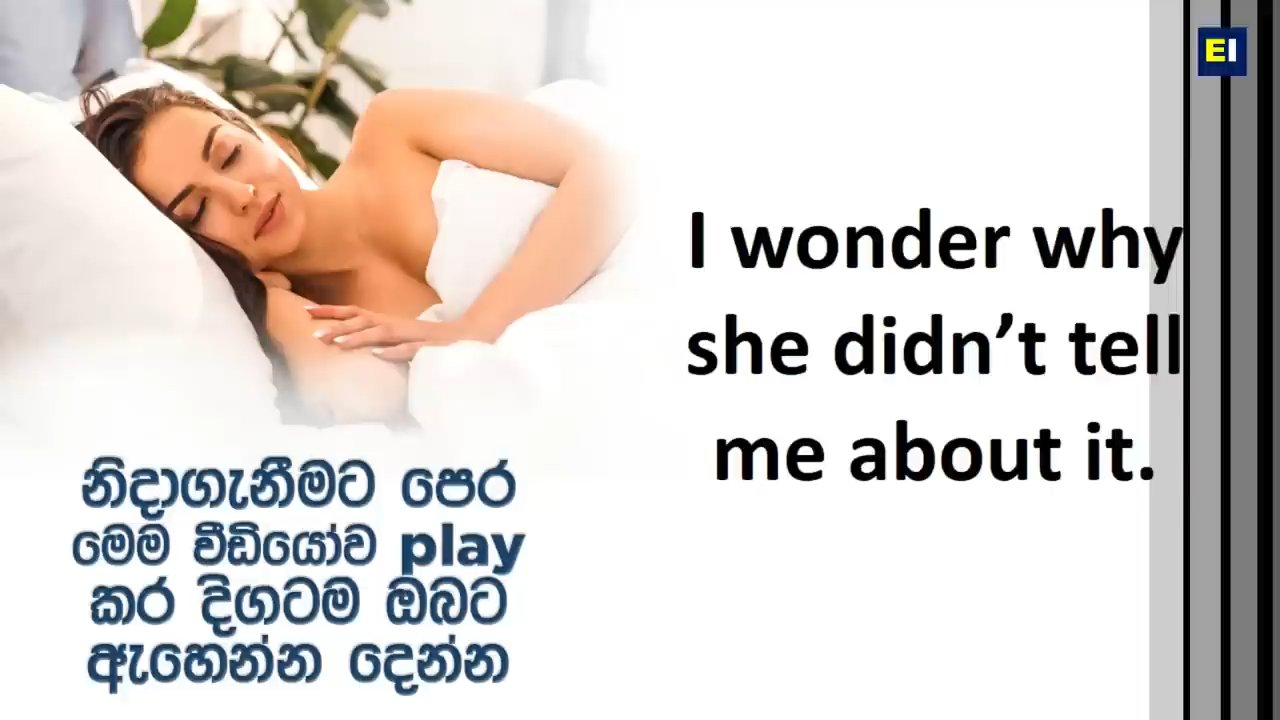 EI
I wonder why
she didn’t tell
me about it.
නිදාගැනීමට පෙර
මෙම වීඩියෝව play
කර දිගටම ඔබට
ඇහෙන්න දෙන්න